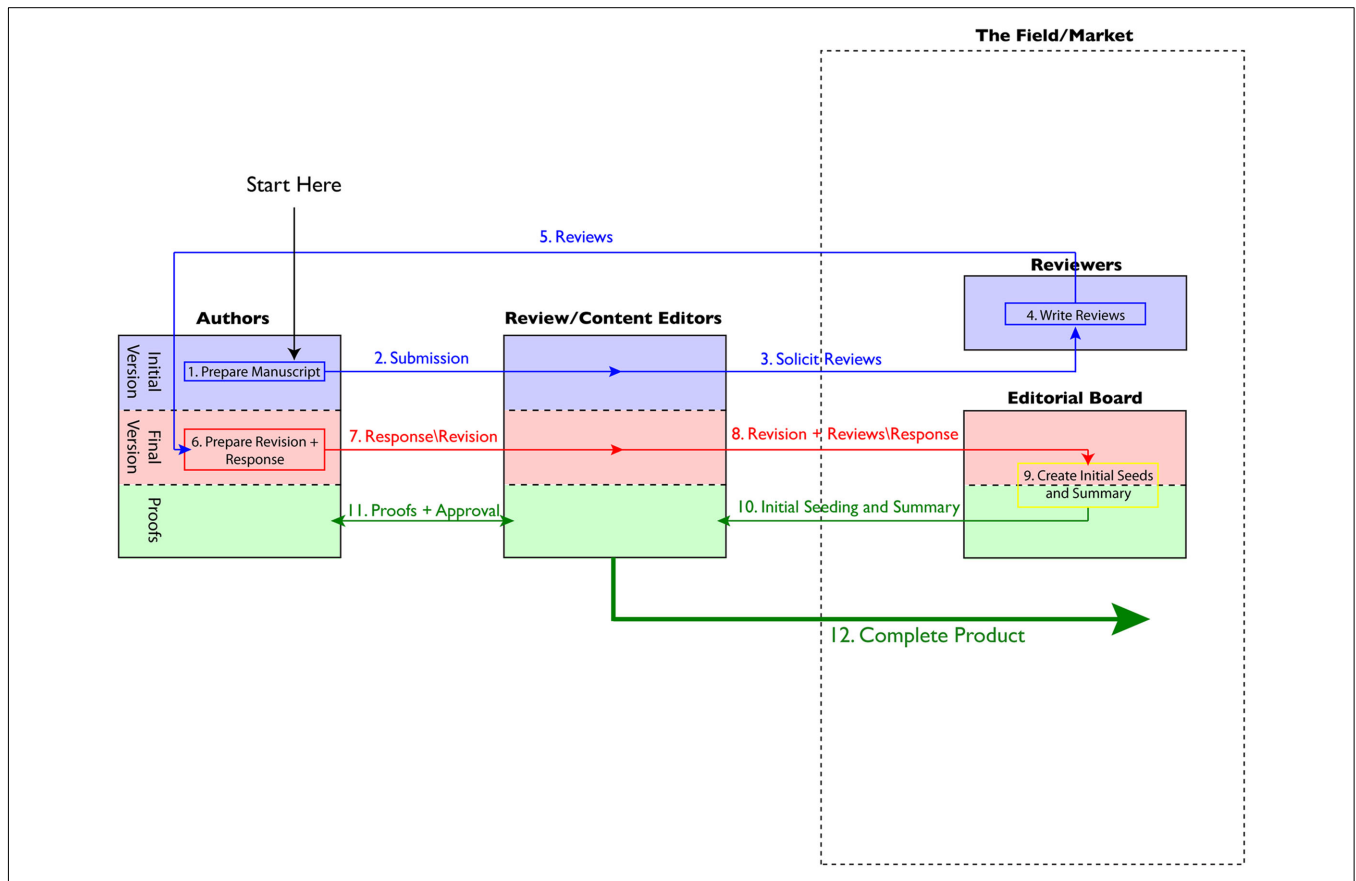 The Field/Market
Start Here
5. Reviews
Reviewers
4. Write Reviews
Authors
Review/Content Editors
Initial
Version
1. Prepare Manuscript
2. Submission
3. Solicit Reviews
Editorial Board
Final
Version
6. Prepare Revision +
Response
7. Response\Revision
8. Revision + Reviews\Response
9. Create Initial Seeds
and Summary
Proofs
11. Proofs + Approval
10. Initial Seeding and Summary
12. Complete Product